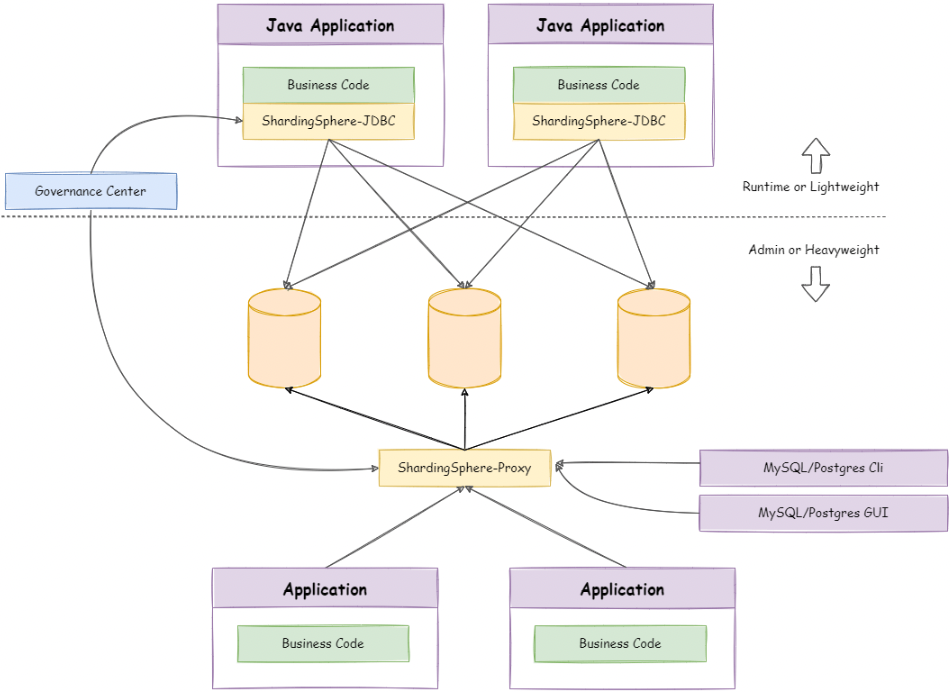 Java Application
Java Application
Business Code
Business Code
ShardingSphere-JDBC
ShardingSphere-JDBC
Governance Center
Runtime or Lightweight
Admin or Heavyweight
ShardingSphere-Proxy
MySQL/Postgres Cli
MySQL/Postgres GUI
Application
Application
Business Code
Business Code